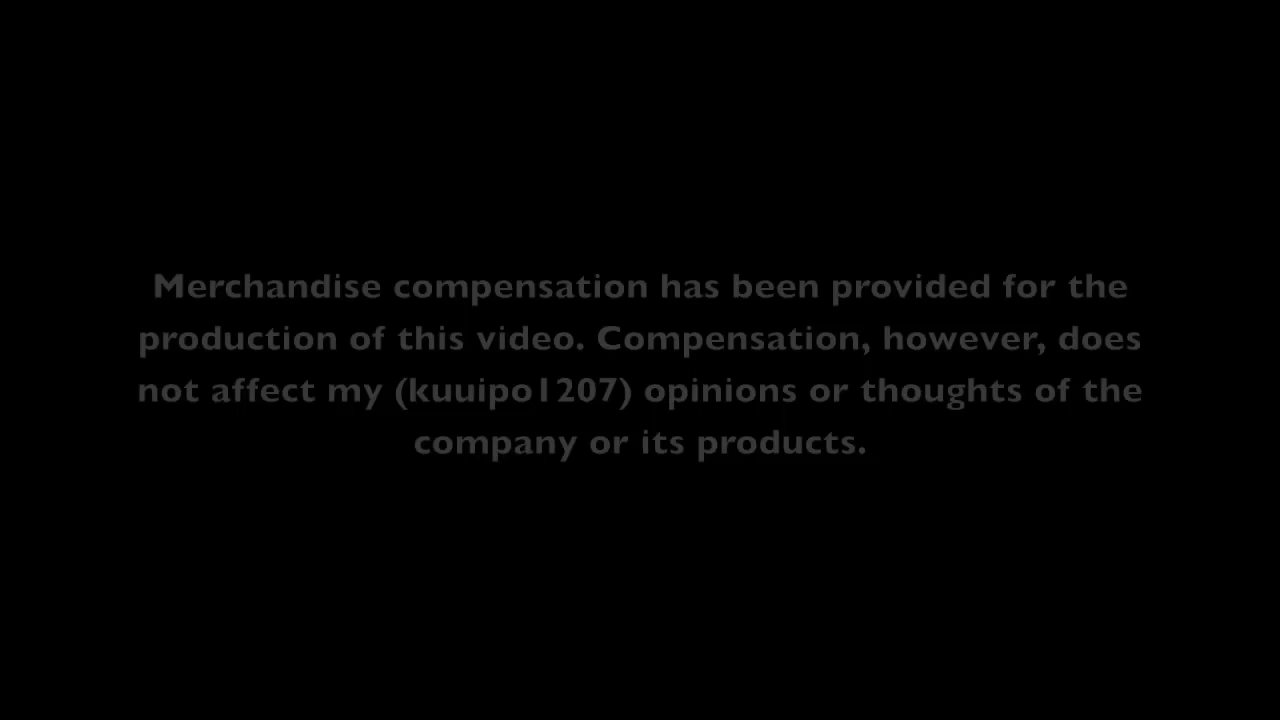 Merchandise compensation has been provided for the
production of this video. Compensation, however, does
not affect my (kuuipo1207) opinions or thoughts of the
company or its products.